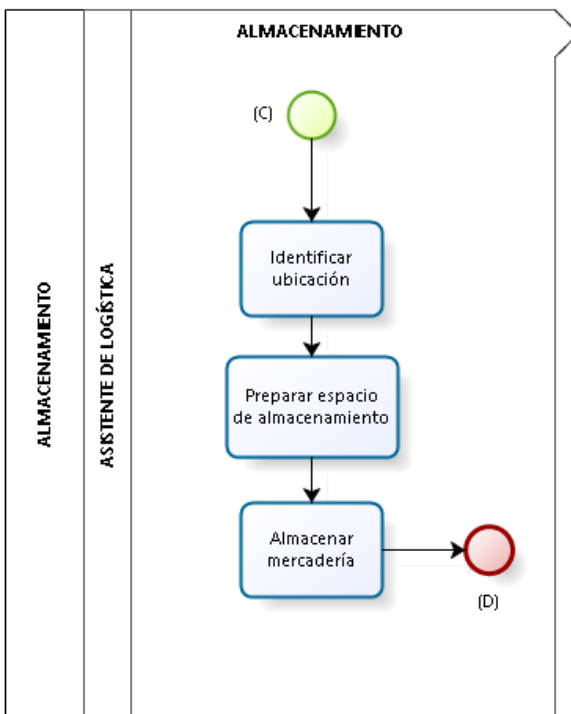 ALMACENAMIENTO
ALMACENAMIENTO
ASISTENTE DE LOGÍSTICA
(C)
Identificar
ubicación
Preparar espacio
de almacenamiento
Almacenar
mercadería
(D)